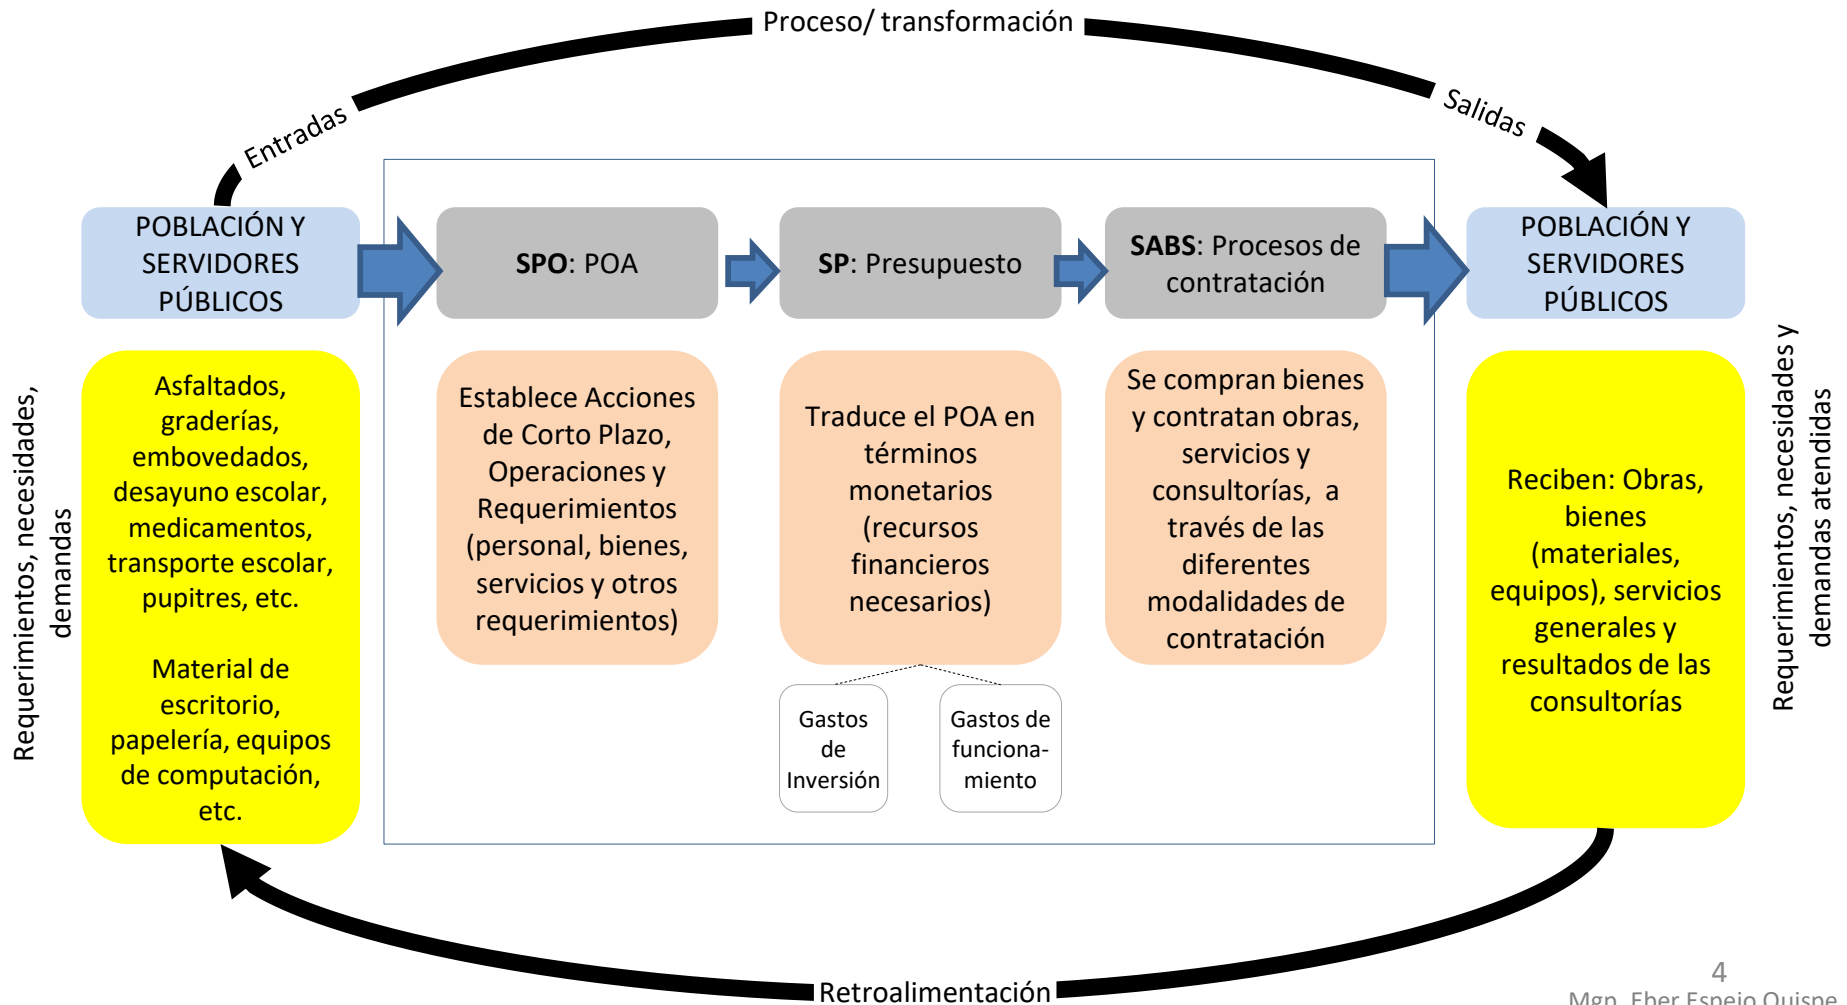 Proceso/ transformación
Entradas
Salidas
POBLACIÓN Y
SERVIDORES
PÚBLICOS
SPO: POA
SP: Presupuesto
SABS: Procesos de
contratación
POBLACIÓN Y
SERVIDORES
PÚBLICOS
Requerimientos, necesidades,
demandas
Asfaltados,
graderías,
embovedados,
desayuno escolar,
medicamentos,
transporte escolar,
pupitres, etc.
Material de
escritorio,
papelería, equipos
de computación,
etc.
Establece Acciones
de Corto Plazo,
Operaciones y
Requerimientos
(personal, bienes,
servicios y otros
requerimientos)
Traduce el POA en
términos
monetarios
(recursos
financieros
necesarios)
Gastos
de
Inversión
Gastos de
funciona-
miento
Se compran bienes
y contratan obras,
servicios y
consultorías, a
través de las
diferentes
modalidades de
contratación
Reciben: Obras,
bienes
(materiales,
equipos), servicios
generales y
resultados de las
consultorías
Requerimientos, necesidades y
demandas atendidas
Retroalimentación
4
Mgp. Eber Espejo Quispe